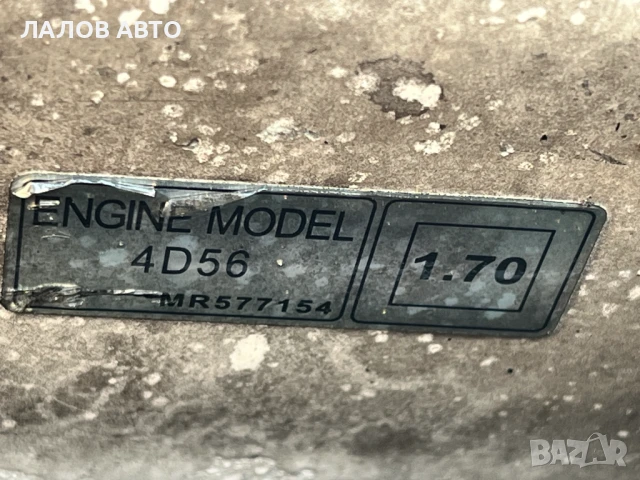 ЛАЛОВ АВТО
ENGINE MODEL
4D56
MR577154
1.70
BAZAR